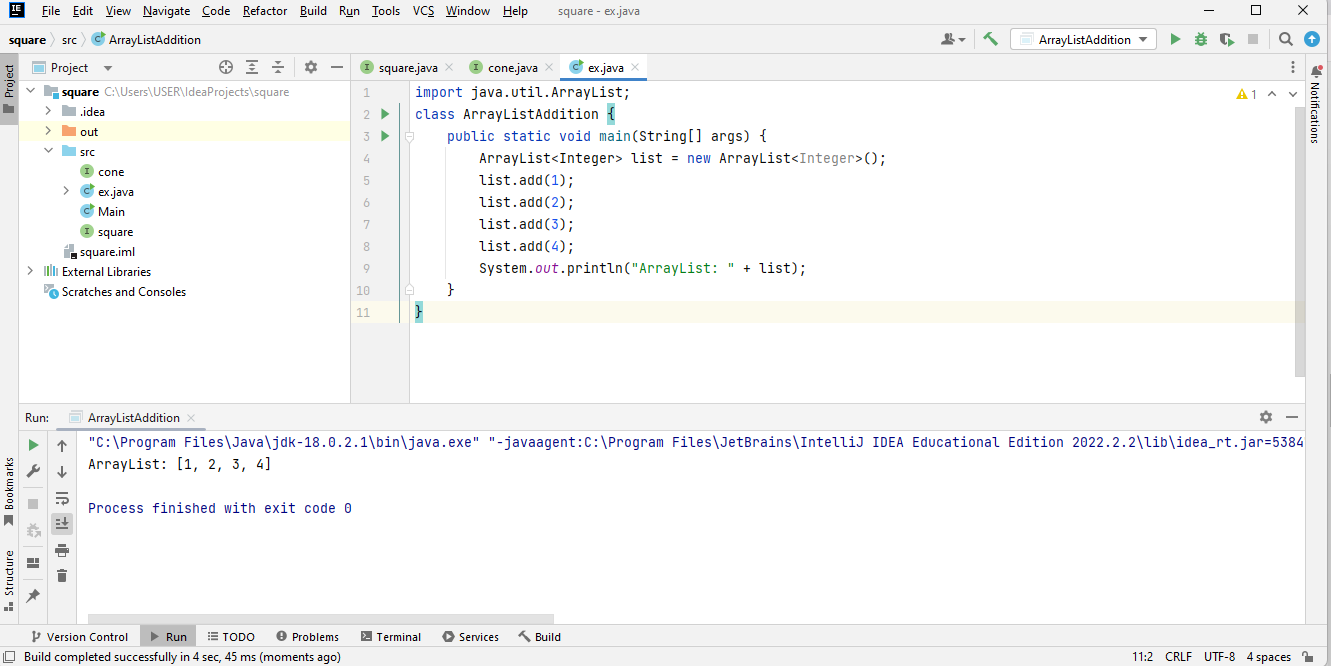 IE File Edit View Navigate Code Refactor Build Run Tools VCS Window Help square - ex.java
square src C ArrayListAddition ArrayListAddition
Project Project square.java cone.java ex.java
square C:\Users\USER\IdeaProjects\square
.idea
out
src
I cone
C ex.java
C Main
I square
square.iml
External Libraries
Scratches and Consoles
1 import java.util.ArrayList; 1
2 class ArrayListAddition {
3 public static void main(String[] args) {
4 ArrayList<Integer> list = new ArrayList<Integer>();
5 list.add(1);
6 list.add(2);
7 list.add(3);
8 list.add(4);
9 System.out.println("ArrayList: " + list);
10 }
11 }
Notifications
Run: ArrayListAddition
"C:\Program Files\Java\jdk-18.0.2.1\bin\java.exe" "-javaagent:C:\Program Files\JetBrains\IntelliJ IDEA Educational Edition 2022.2.2\lib\idea_rt.jar=5384
ArrayList: [1, 2, 3, 4]
Process finished with exit code 0
Bookmarks
Structure
Version Control Run TODO Problems Terminal Services Build
Build completed successfully in 4 sec, 45 ms (moments ago) 11:2 CRLF UTF-8 4 spaces